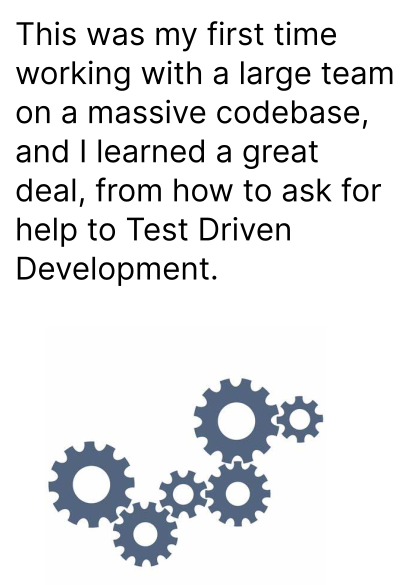 This was my first time
working with a large team
on a massive codebase,
and I learned a great
deal, from how to ask for
help to Test Driven
Development.